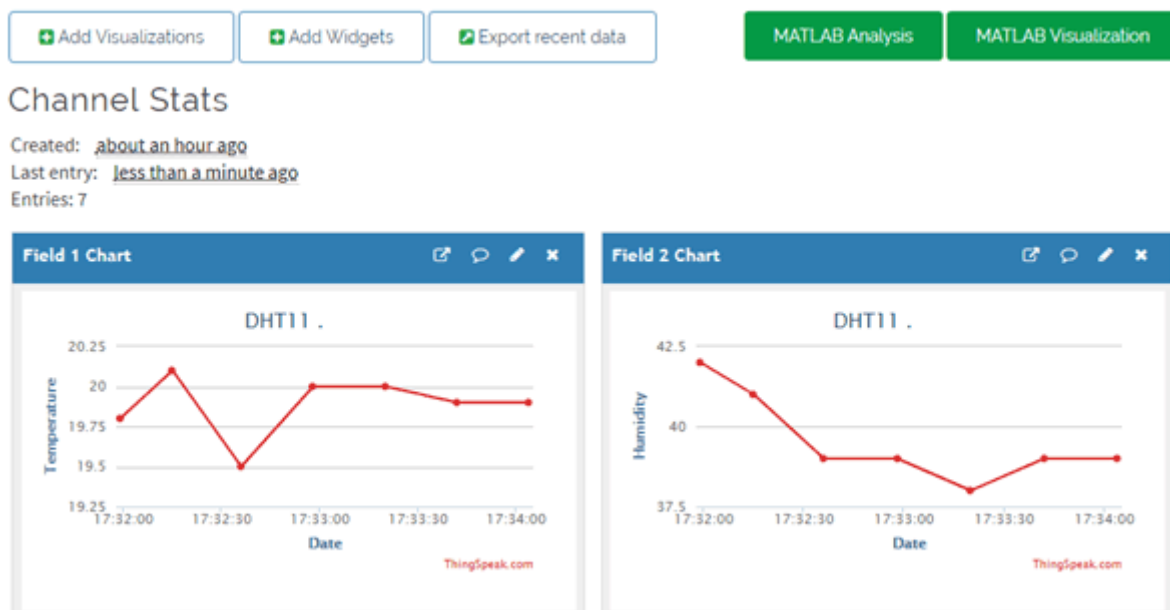 Add Visualizations
Add Widgets
Export recent data
MATLAB Analysis
MATLAB Visualization
Channel Stats
Created: about an hour ago
Last entry: less than a minute ago
Entries: 7
Field 1 Chart
DHT11 .
20.25
20
19.75
19.5
19.25
Temperature
17:32:00
17:32:30
17:33:00
17:33:30
17:34:00
Date
ThingSpeak.com
Field 2 Chart
DHT11 .
42.5
40
37.5
Humidity
17:32:00
17:32:30
17:33:00
17:33:30
17:34:00
Date
ThingSpeak.com